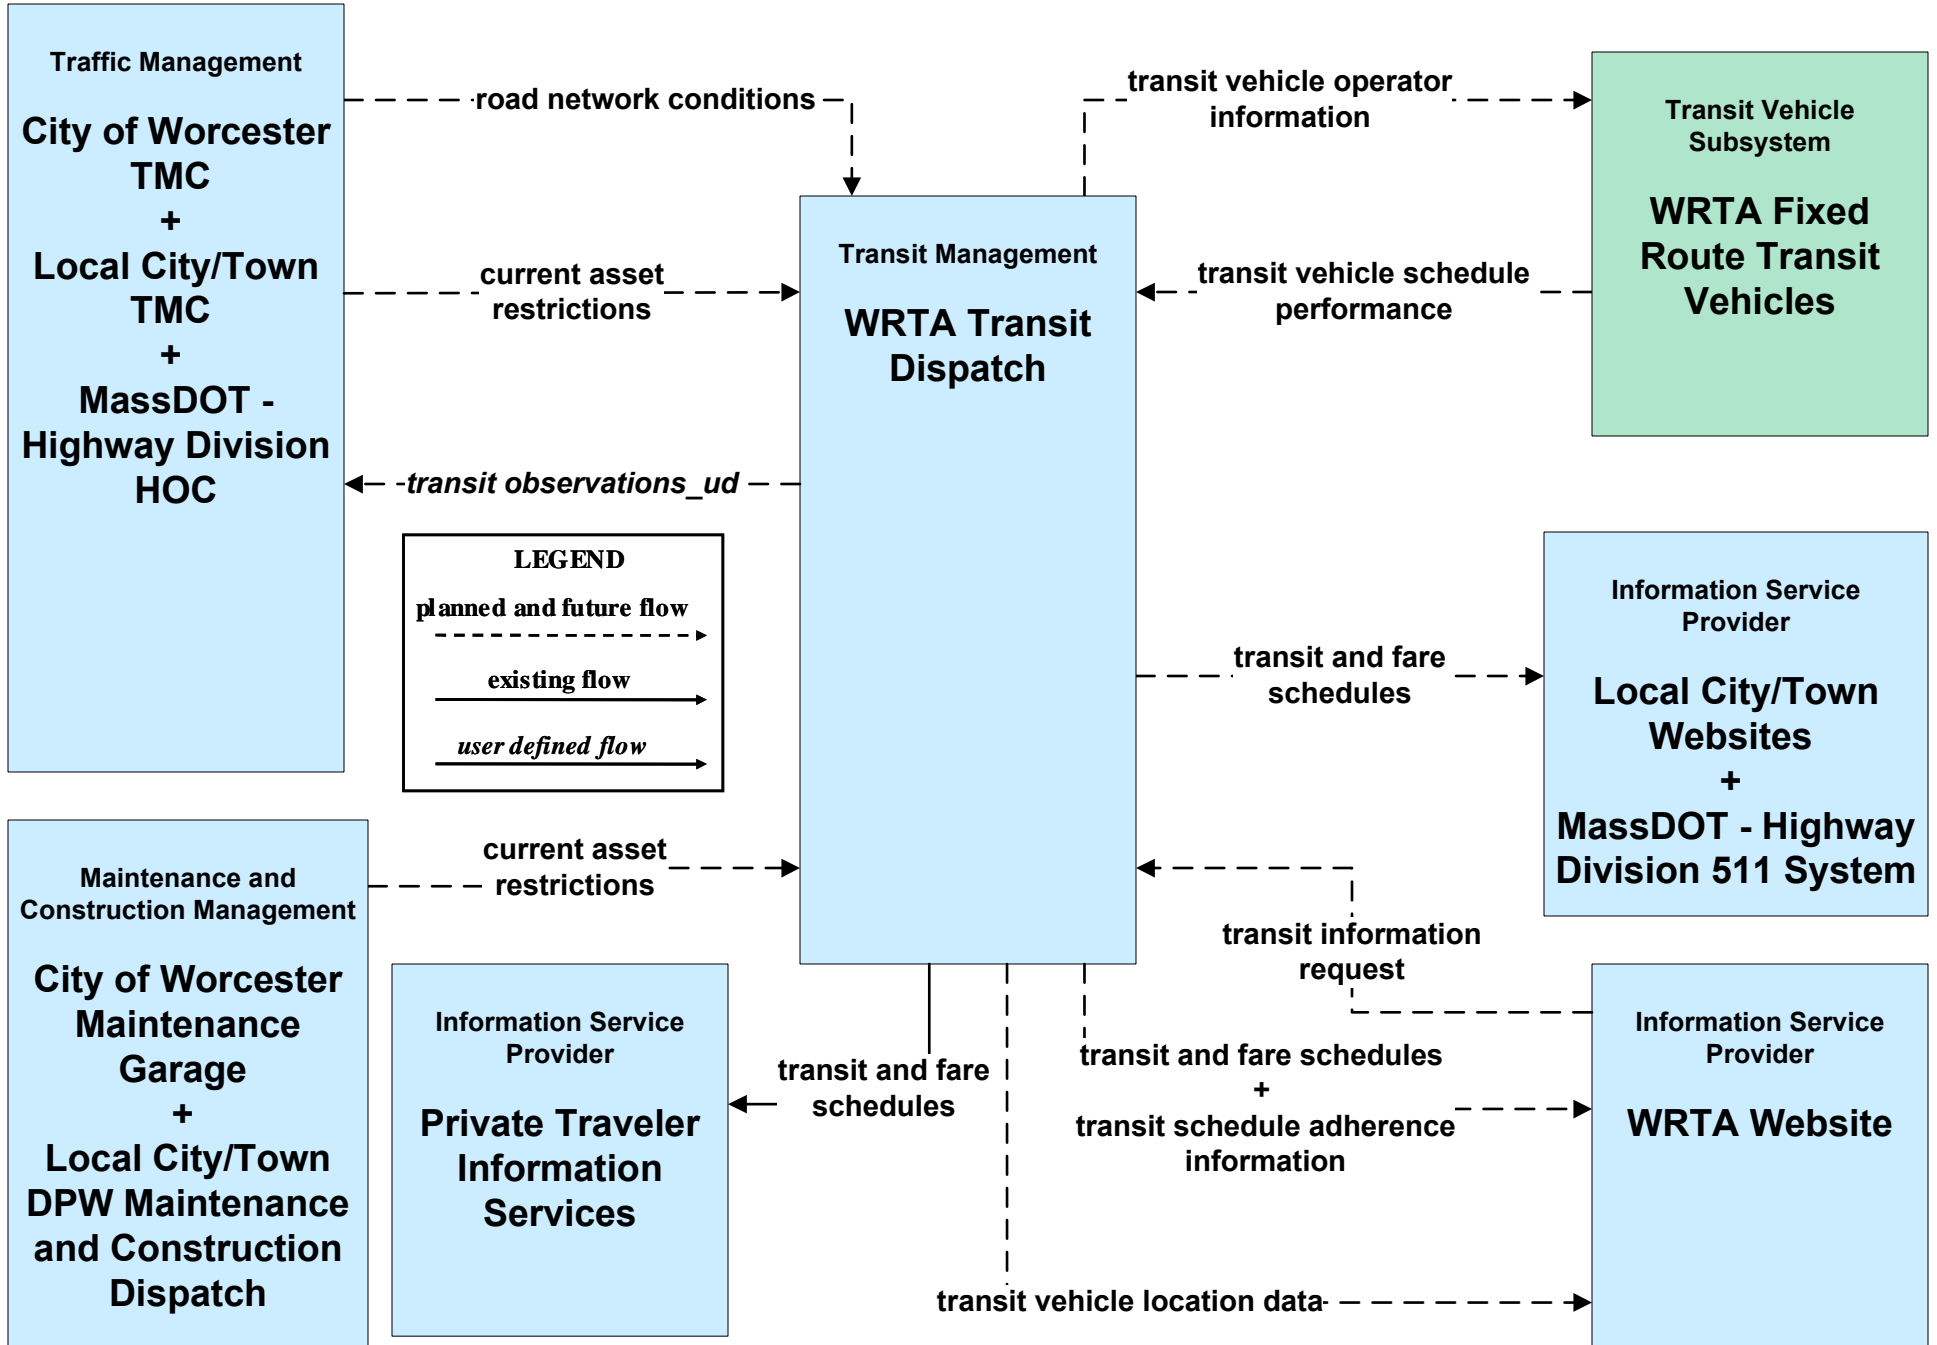 Traffic Management
City of Worcester
TMC
+
Local City/Town
TMC
+
MassDOT -
Highway Division
HOC
road network conditions
current asset
restrictions
transit observations_ud
transit vehicle operator
information
transit vehicle schedule
performance
Transit Vehicle
Subsystem
WRTA Fixed
Route Transit
Vehicles
Transit Management
WRTA Transit
Dispatch
LEGEND
planned and future flow
existing flow
user defined flow
transit and fare
schedules
Information Service
Provider
Local City/Town
Websites
+
MassDOT - Highway
Division 511 System
Maintenance and
Construction Management
City of Worcester
Maintenance
Garage
+
Local City/Town
DPW Maintenance
and Construction
Dispatch
current asset
restrictions
Information Service
Provider
Private Traveler
Information
Services
transit and fare
schedules
transit information
request
transit and fare schedules
+
transit schedule adherence
information
transit vehicle location data
Information Service
Provider
WRTA Website